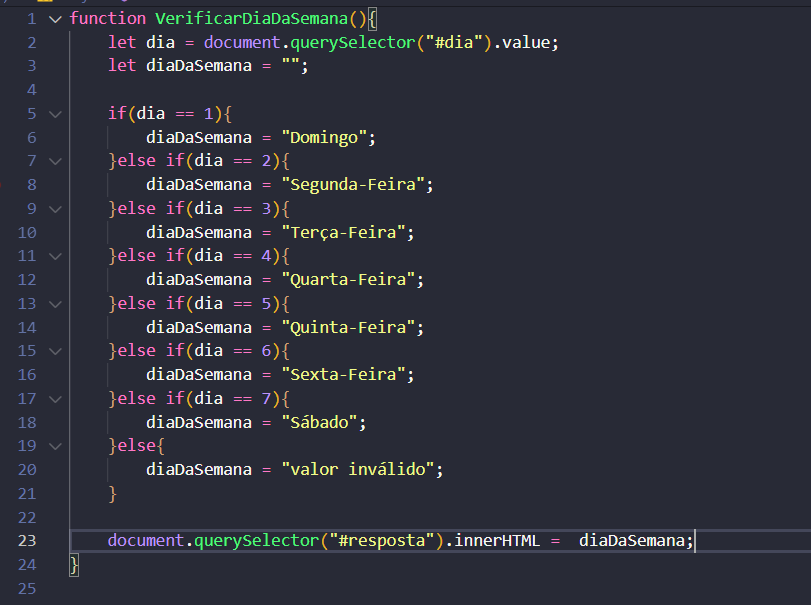 1 function VerificarDiaDaSemana(){
2 let dia = document.querySelector("#dia").value;
3 let diaDaSemana = "";
4
5 if(dia == 1){
6 diaDaSemana = "Domingo";
7 }else if(dia == 2){
8 diaDaSemana = "Segunda-Feira";
9 }else if(dia == 3){
10 diaDaSemana = "Terça-Feira";
11 }else if(dia == 4){
12 diaDaSemana = "Quarta-Feira";
13 }else if(dia == 5){
14 diaDaSemana = "Quinta-Feira";
15 }else if(dia == 6){
16 diaDaSemana = "Sexta-Feira";
17 }else if(dia == 7){
18 diaDaSemana = "Sábado";
19 }else{
20 diaDaSemana = "valor inválido";
21 }
22
23 document.querySelector("#resposta").innerHTML =  diaDaSemana;
24 }
25